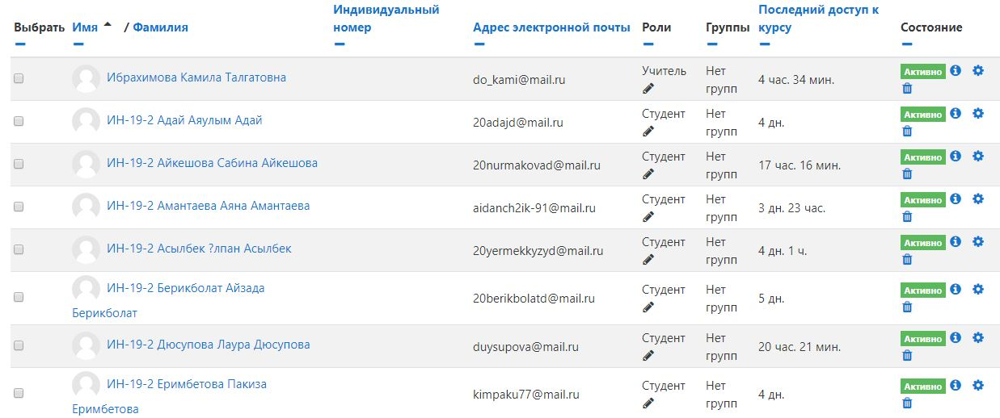 Выбрать Имя / Фамилия Индивидуальный номер Адрес электронной почты Роли Группы Последний доступ к курсу Состояние
Ибрахимова Камила Талгатовна do_kami@mail.ru Учитель Нет групп 4 час. 34 мин. Активно
ИН-19-2 Адай Аяулым Адай 20adajd@mail.ru Студент Нет групп 4 дн. Активно
ИН-19-2 Айкешова Сабина Айкешова 20nurmakovad@mail.ru Студент Нет групп 17 час. 16 мин. Активно
ИН-19-2 Амантаева Аяна Амантаева aidanch2ik-91@mail.ru Студент Нет групп 3 дн. 23 час. Активно
ИН-19-2 Асылбек ?лпан Асылбек 20yermekkyzyd@mail.ru Студент Нет групп 4 дн. 1 ч. Активно
ИН-19-2 Берикболат Айзада Берикболат 20berikbolatd@mail.ru Студент Нет групп 5 дн. Активно
ИН-19-2 Дюсупова Лаура Дюсупова duysupova@mail.ru Студент Нет групп 20 час. 21 мин. Активно
ИН-19-2 Еримбетова Пакиза Еримбетова kimpaku77@mail.ru Студент Нет групп 4 дн. Активно